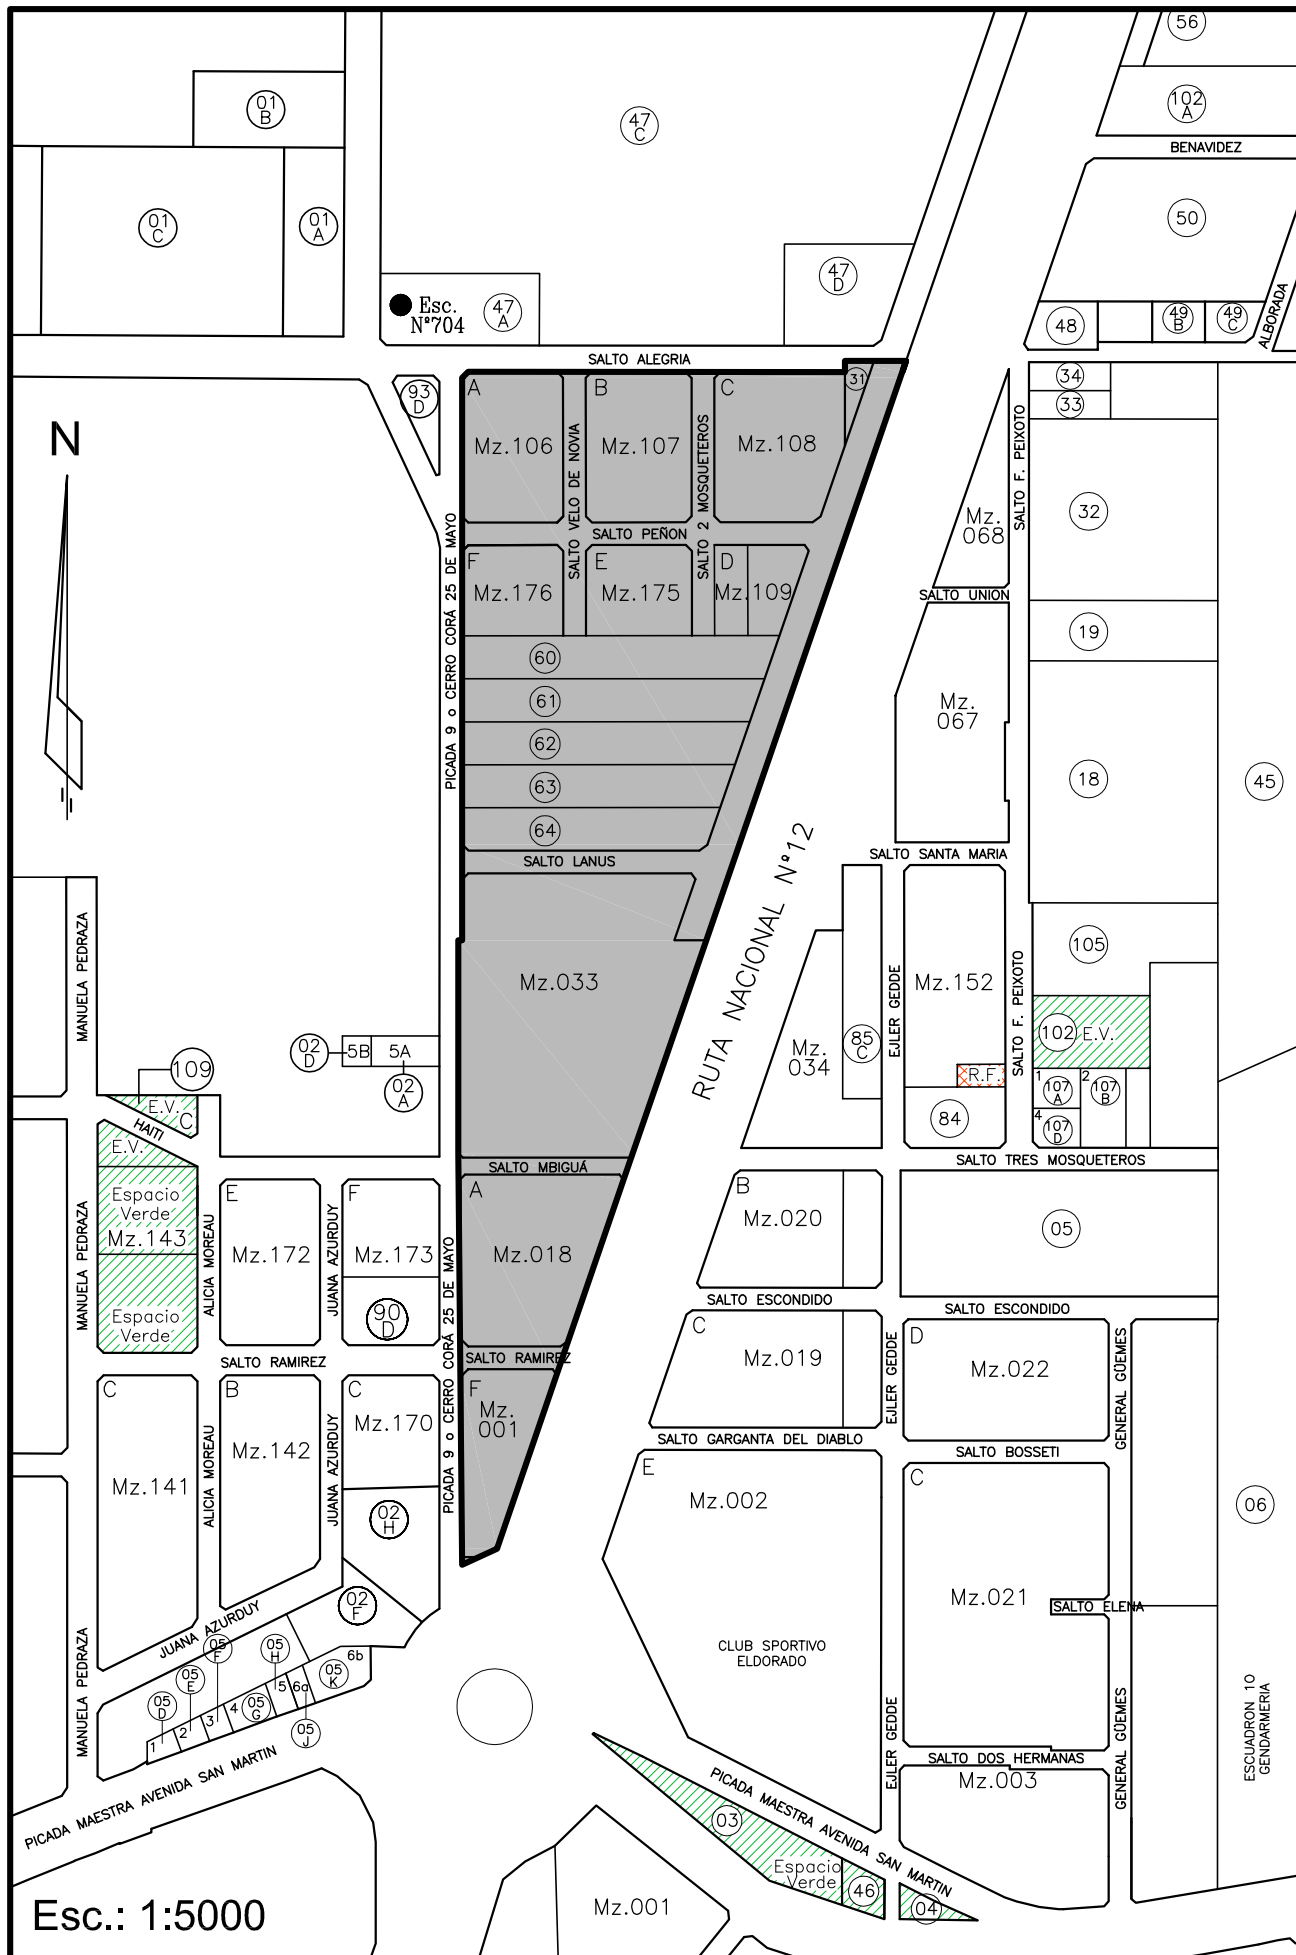 56
01
B
47
C
102
A
BENAVIDEZ
01
C
01
A
50
47
D
Esc.
N°704
47
A
48
49
B
49
C
ALBORADA
SALTO ALEGRIA
93
D
A
B
C
31
34
33
N
Mz.106
SALTO VELO DE NOVIA
Mz.107
SALTO 2 MOSQUETEROS
Mz.108
SALTO F. PEIXOTO
32
Mz.
068
SALTO PEÑON
PICADA 9 o CERRO CORÁ 25 DE MAYO
F
E
D
Mz.176
Mz.175
Mz.109
SALTO UNION
19
60
61
62
63
64
Mz.
067
18
45
RUTA NACIONAL N°12
SALTO LANUS
SALTO SANTA MARIA
MANUELA PEDRAZA
Mz.033
EJLER GEDDE
Mz.152
SALTO F. PEIXOTO
105
102
E.V.
02
D
5B
5A
02
A
85
C
Mz.
034
R.F.
84
1
107
A
2
107
B
4
107
D
109
E.V.
C
HAITI
E.V.
SALTO MBIGUÁ
SALTO TRES MOSQUETEROS
MANUELA PEDRAZA
Espacio
Verde
Mz.143
Espacio
Verde
ALICIA MOREAU
E
Mz.172
JUANA AZURDUY
F
Mz.173
90
D
PICADA 9 o CERRO CORÁ 25 DE MAYO
A
Mz.018
B
Mz.020
05
SALTO ESCONDIDO
SALTO ESCONDIDO
SALTO RAMIREZ
SALTO RAMIREZ
C
Mz.019
EJLER GEDDE
D
Mz.022
GENERAL GÜEMES
C
Mz.141
ALICIA MOREAU
B
Mz.142
JUANA AZURDUY
C
Mz.170
02
H
F
Mz.
001
SALTO GARGANTA DEL DIABLO
SALTO BOSSETI
E
Mz.002
C
Mz.021
06
SALTO ELENA
02
F
JUANA AZURDUY
MANUELA PEDRAZA
CLUB SPORTIVO
ELDORADO
ESCUADRON 10
GENDARMERIA
05
D
05
E
05
F
05
G
05
H
05
J
05
K
1
2
3
4
5
6a
6b
EJLER GEDDE
GENERAL GÜEMES
PICADA MAESTRA AVENIDA SAN MARTIN
PICADA MAESTRA AVENIDA SAN MARTIN
SALTO DOS HERMANAS
Mz.003
03
Espacio
Verde
46
04
Mz.001
Esc.: 1:5000